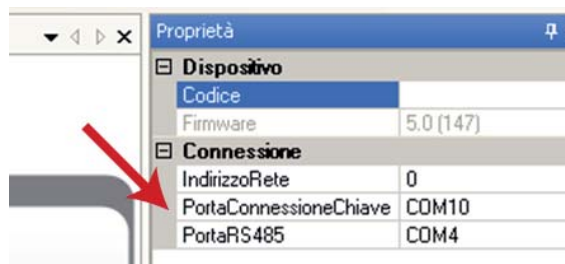 Proprietà
Dispositivo
Codice
Firmware 5.0 (147)
Connessione
IndirizzoRete 0
PortaConnessioneChiave COM10
PortaRS485 COM4